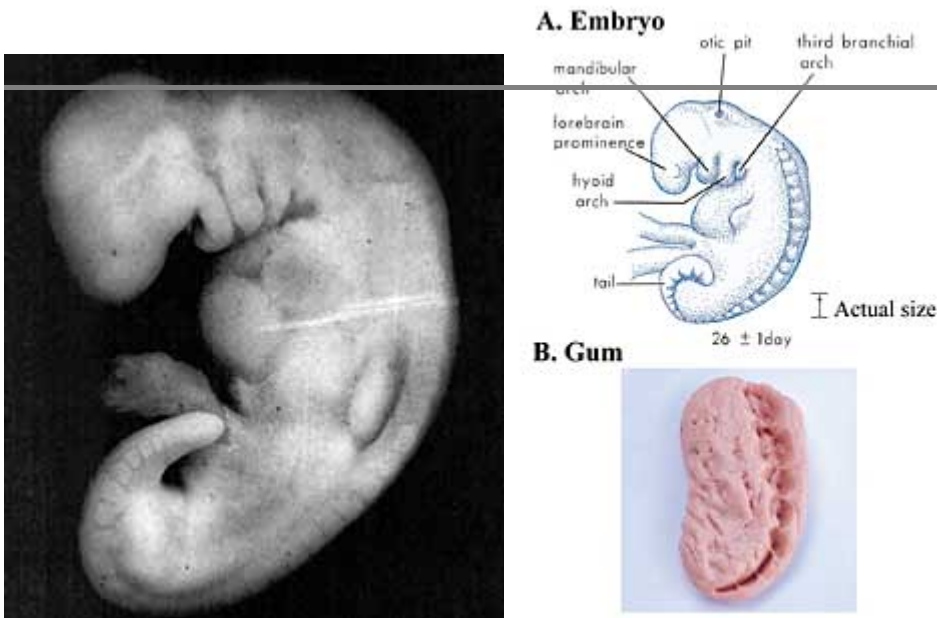 A. Embryo
otic pit
third branchial
arch
mandibular
arch
forebrain
prominence
hyoid
arch
tail
Actual size
26 ± 1day
B. Gum